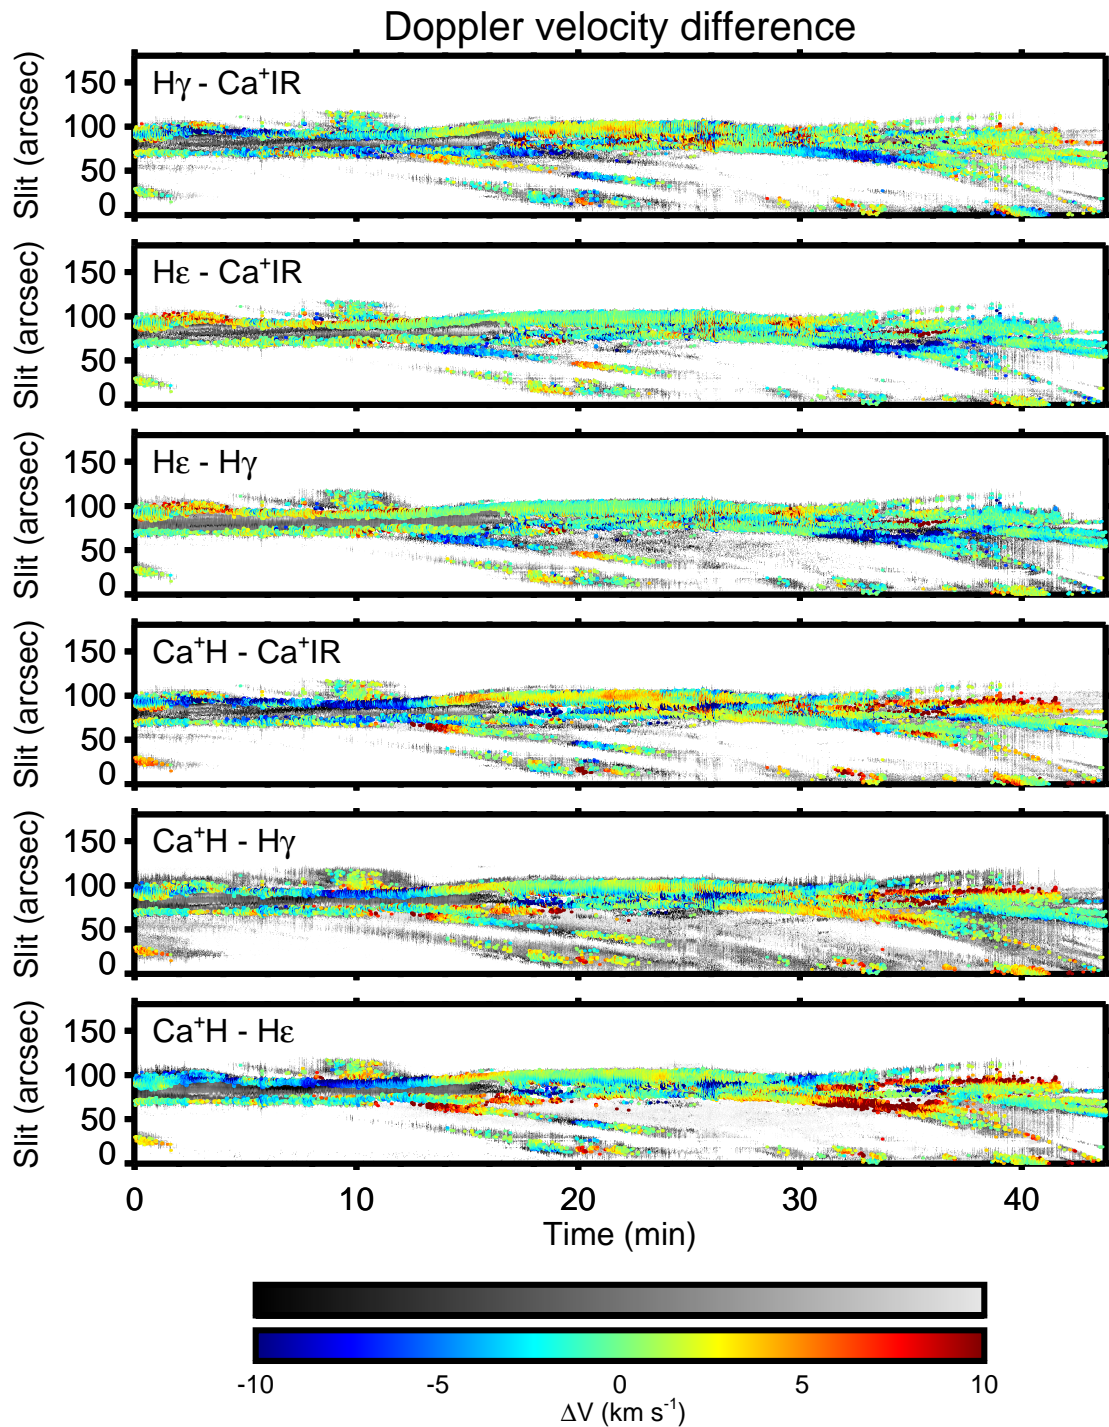 Doppler velocity difference
Hγ - Ca⁺IR
150
100
50
0
Slit (arcsec)
Hε - Ca⁺IR
150
100
50
0
Slit (arcsec)
Hε - Hγ
150
100
50
0
Slit (arcsec)
Ca⁺H - Ca⁺IR
150
100
50
0
Slit (arcsec)
Ca⁺H - Hγ
150
100
50
0
Slit (arcsec)
Ca⁺H - Hε
150
100
50
0
Slit (arcsec)
0 10 20 30 40
Time (min)
-10 -5 0 5 10
ΔV (km s⁻¹)